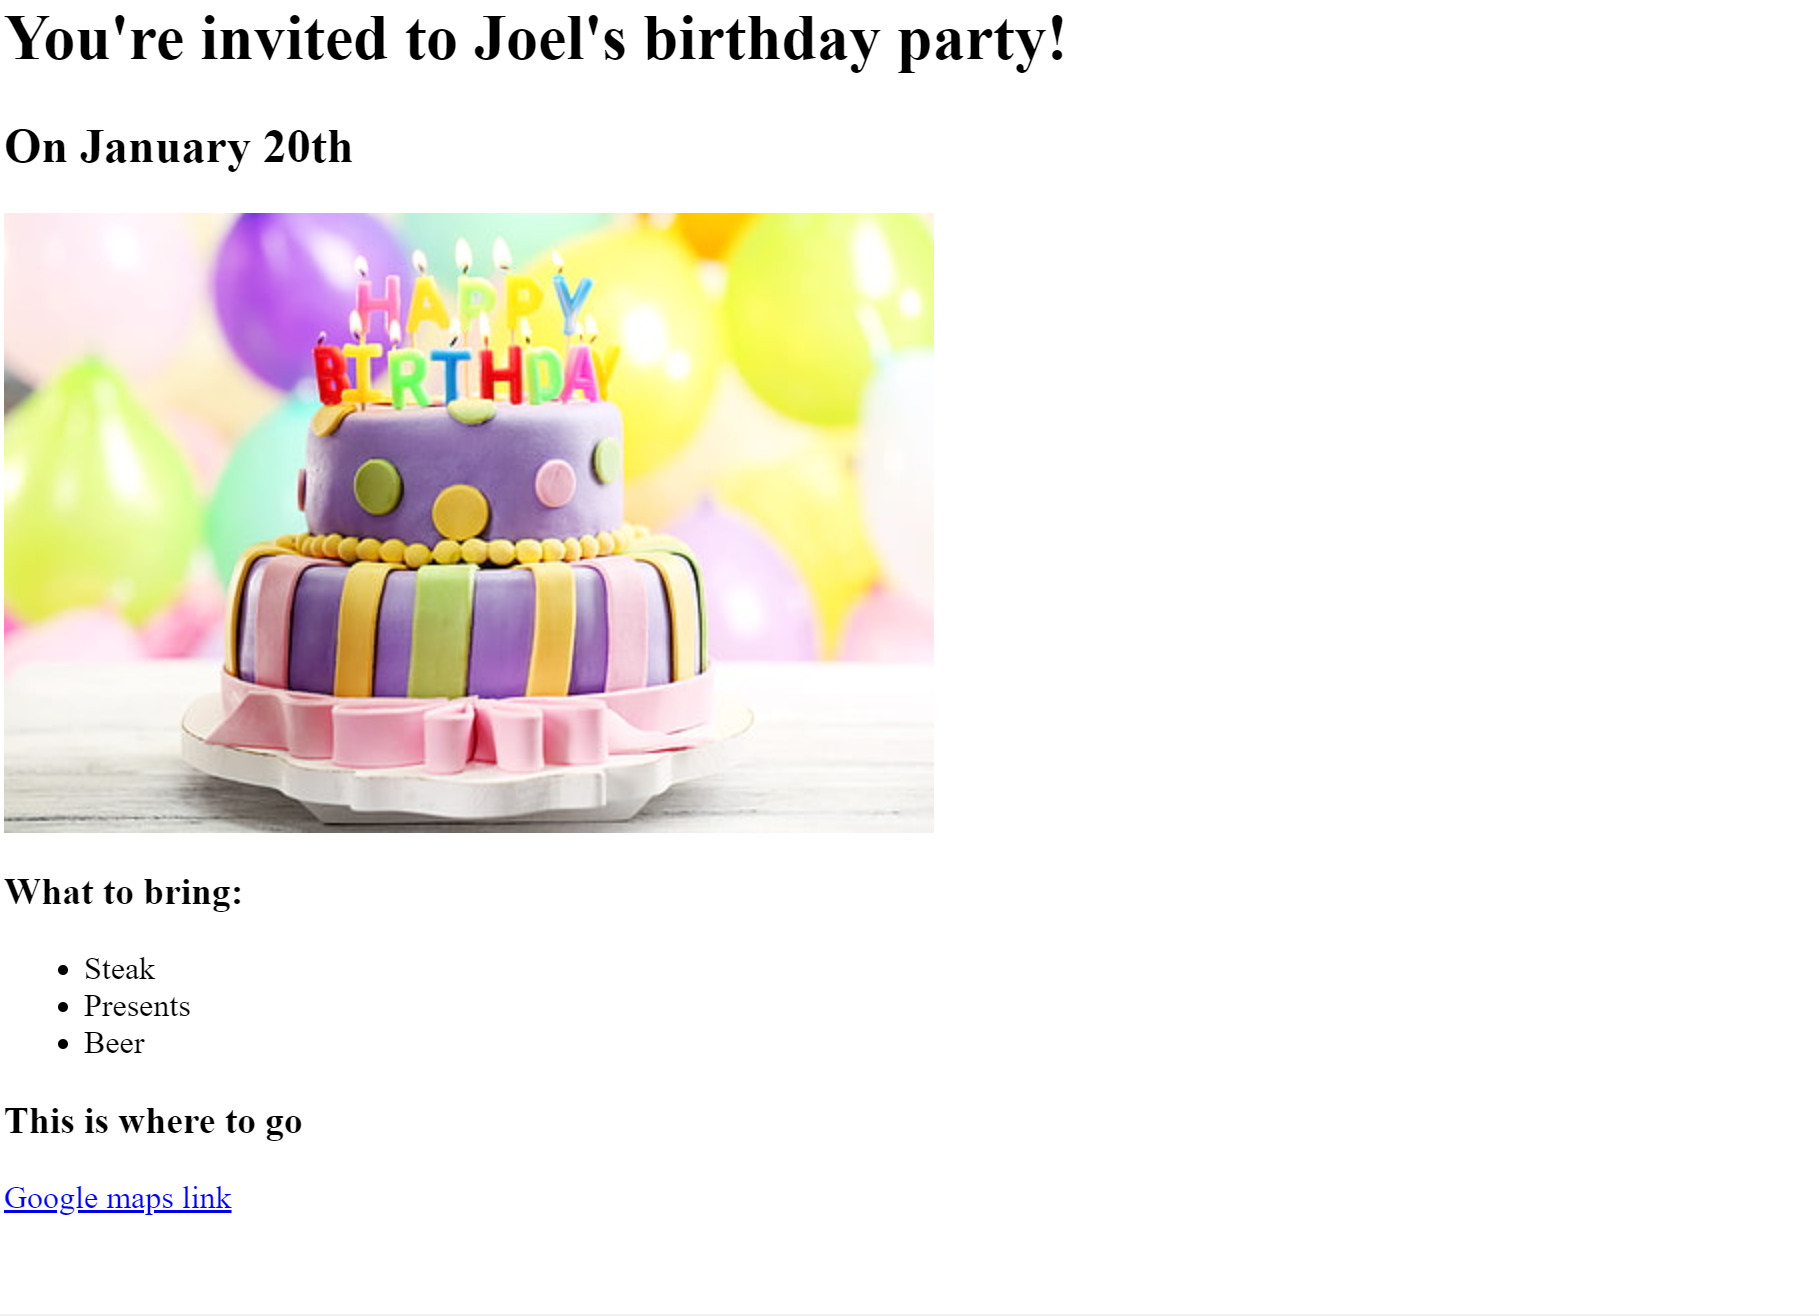 You're invited to Joel's birthday party!
On January 20th
HAPPY
BIRTHDAY
What to bring:
Steak
Presents
Beer
This is where to go
Google maps link